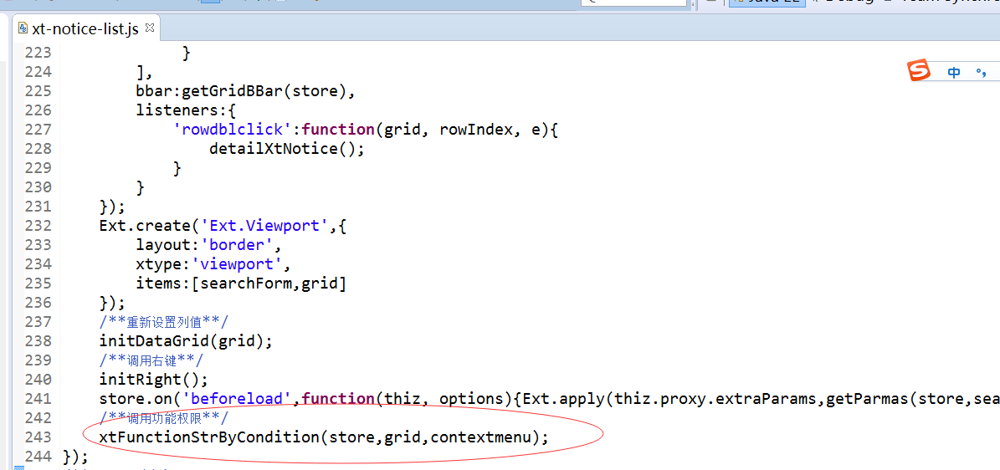 xt-notice-list.js
中 °,
223 }
224 ],
225 bbar:getGridBBar(store),
226 listeners:{
227 'rowdblclick':function(grid, rowIndex, e){
228 detailXtNotice();
229 }
230 }
231 });
232 Ext.create('Ext.Viewport',{
233 layout:'border',
234 xtype:'viewport',
235 items:[searchForm,grid]
236 });
237 /**重新设置列值**/
238 initDataGrid(grid);
239 /**调用右键**/
240 initRight();
241 store.on('beforeload',function(thiz, options){Ext.apply(thiz.proxy.extraParams,getParmas(store,sea
242 /**调用功能权限**/
243 xtFunctionStrByCondition(store,grid,contextmenu);
244 });